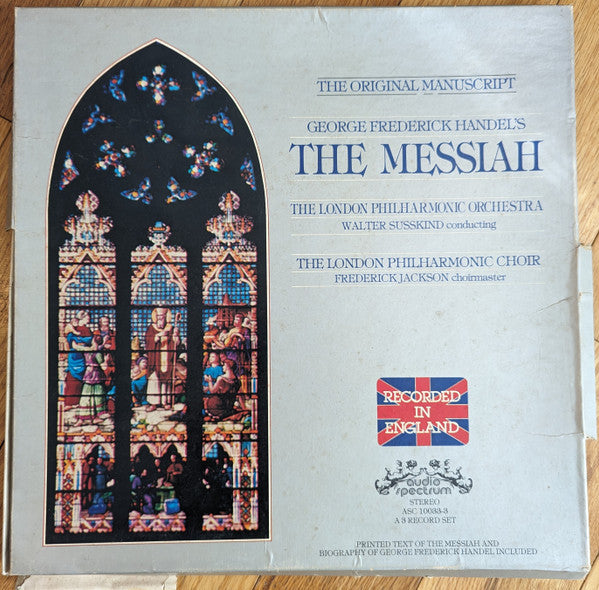 THE ORIGINAL MANUSCRIPT
GEORGE FREDERICK HANDEL'S
THE MESSIAH
THE LONDON PHILHARMONIC ORCHESTRA
WALTER SUSSKIND conducting
THE LONDON PHILHARMONIC CHOIR
FREDERICK JACKSON choirmaster
RECORDED
IN
ENGLAND
audio
spectrum
STEREO
ASC 10033-3
A 3 RECORD SET
PRINTED TEXT OF THE MESSIAH AND
BIOGRAPHY OF GEORGE FREDERICK HANDEL INCLUDED